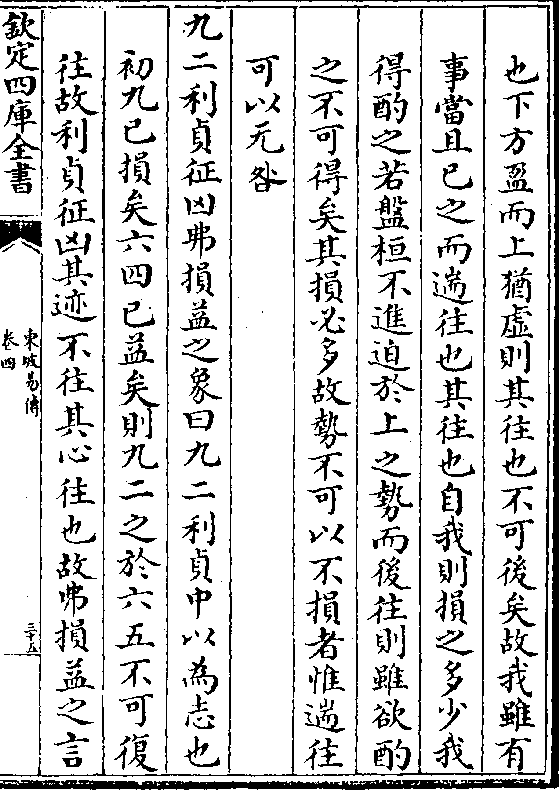 也下方盈而上猶虛則其往也不可後矣故我雖有
事當且已之而遄往也其往也自我則損之多少我
得酌之若盤桓不進迫於上之勢而後往則雖欲酌
之不可得矣其損必多故勢不可以不損者惟遄往
可以无咎
九二利貞征凶弗損益之象曰九二利貞中以為志也
初九已損矣六四已益矣則九二之於六五不可復
往故利貞征凶其迹不往其心往也故弗損益之言
欽定四庫全書
東坡易傳
卷四
三十五